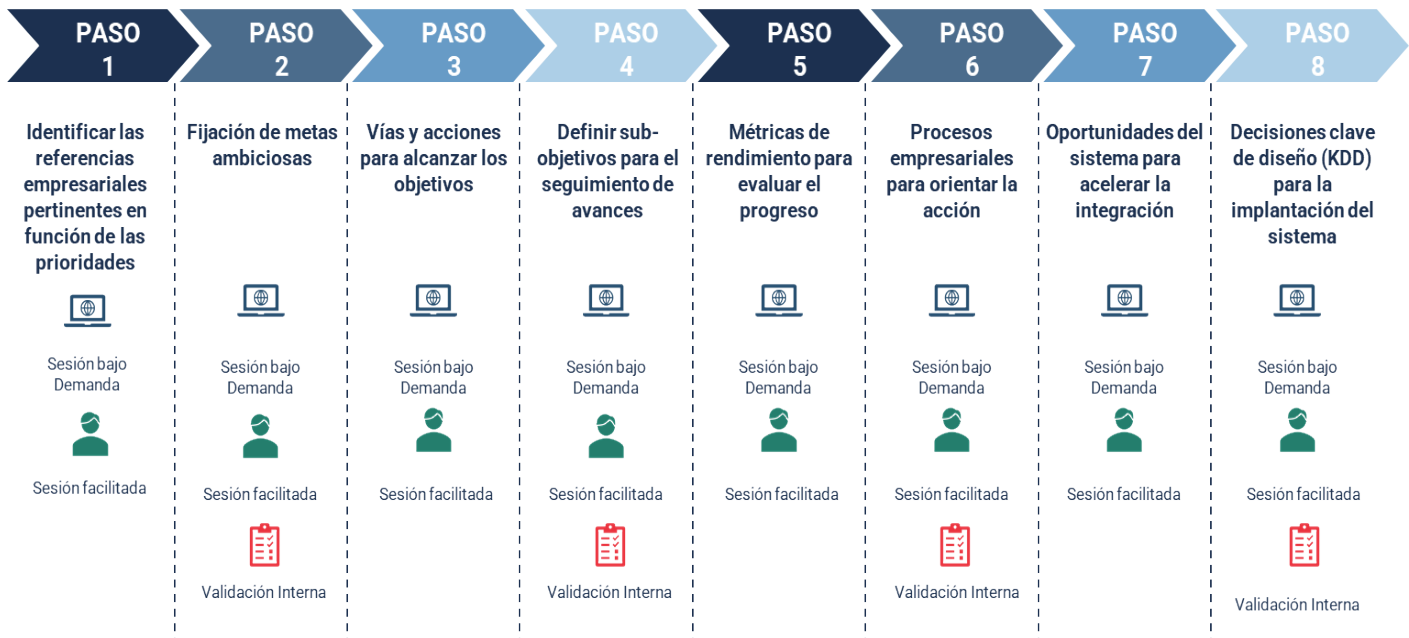 PASO
1
Identificar las
referencias
empresariales
pertinentes en
función de las
prioridades
Sesión bajo
Demanda
Sesión facilitada
PASO
2
Fijación de metas
ambiciosas
Sesión bajo
Demanda
Sesión facilitada
Validación Interna
PASO
3
Vías y acciones
para alcanzar los
objetivos
Sesión bajo
Demanda
Sesión facilitada
PASO
4
Definir sub-
objetivos para el
seguimiento de
avances
Sesión bajo
Demanda
Sesión facilitada
Validación Interna
PASO
5
Métricas de
rendimiento para
evaluar el
progreso
Sesión bajo
Demanda
Sesión facilitada
PASO
6
Procesos
empresariales
para orientar la
acción
Sesión bajo
Demanda
Sesión facilitada
Validación Interna
PASO
7
Oportunidades del
sistema para
acelerar la
integración
Sesión bajo
Demanda
Sesión facilitada
PASO
8
Decisiones clave
de diseño (KDD)
para la
implantación del
sistema
Sesión bajo
Demanda
Sesión facilitada
Validación Interna